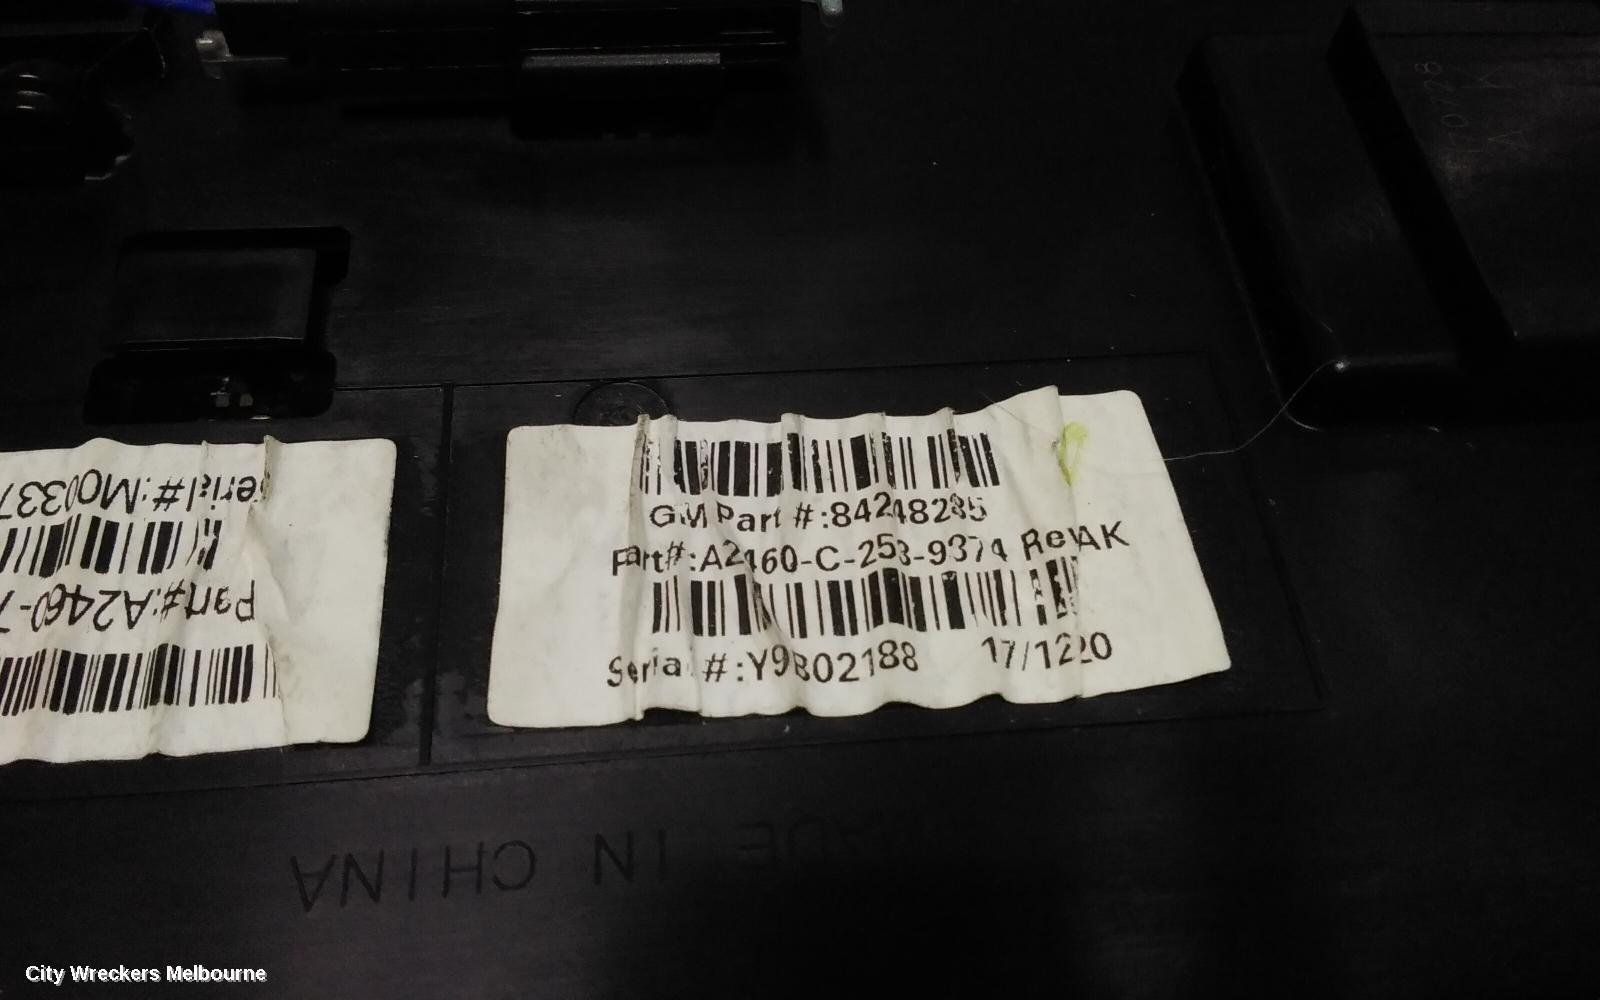 GM Part #:84248285
Part#:A2460-C-253-9374 RevAK
Serial #:Y9B02188 17/1220
Serial#:M00337
Part#:A2460-7
MADE IN CHINA
City Wreckers Melbourne